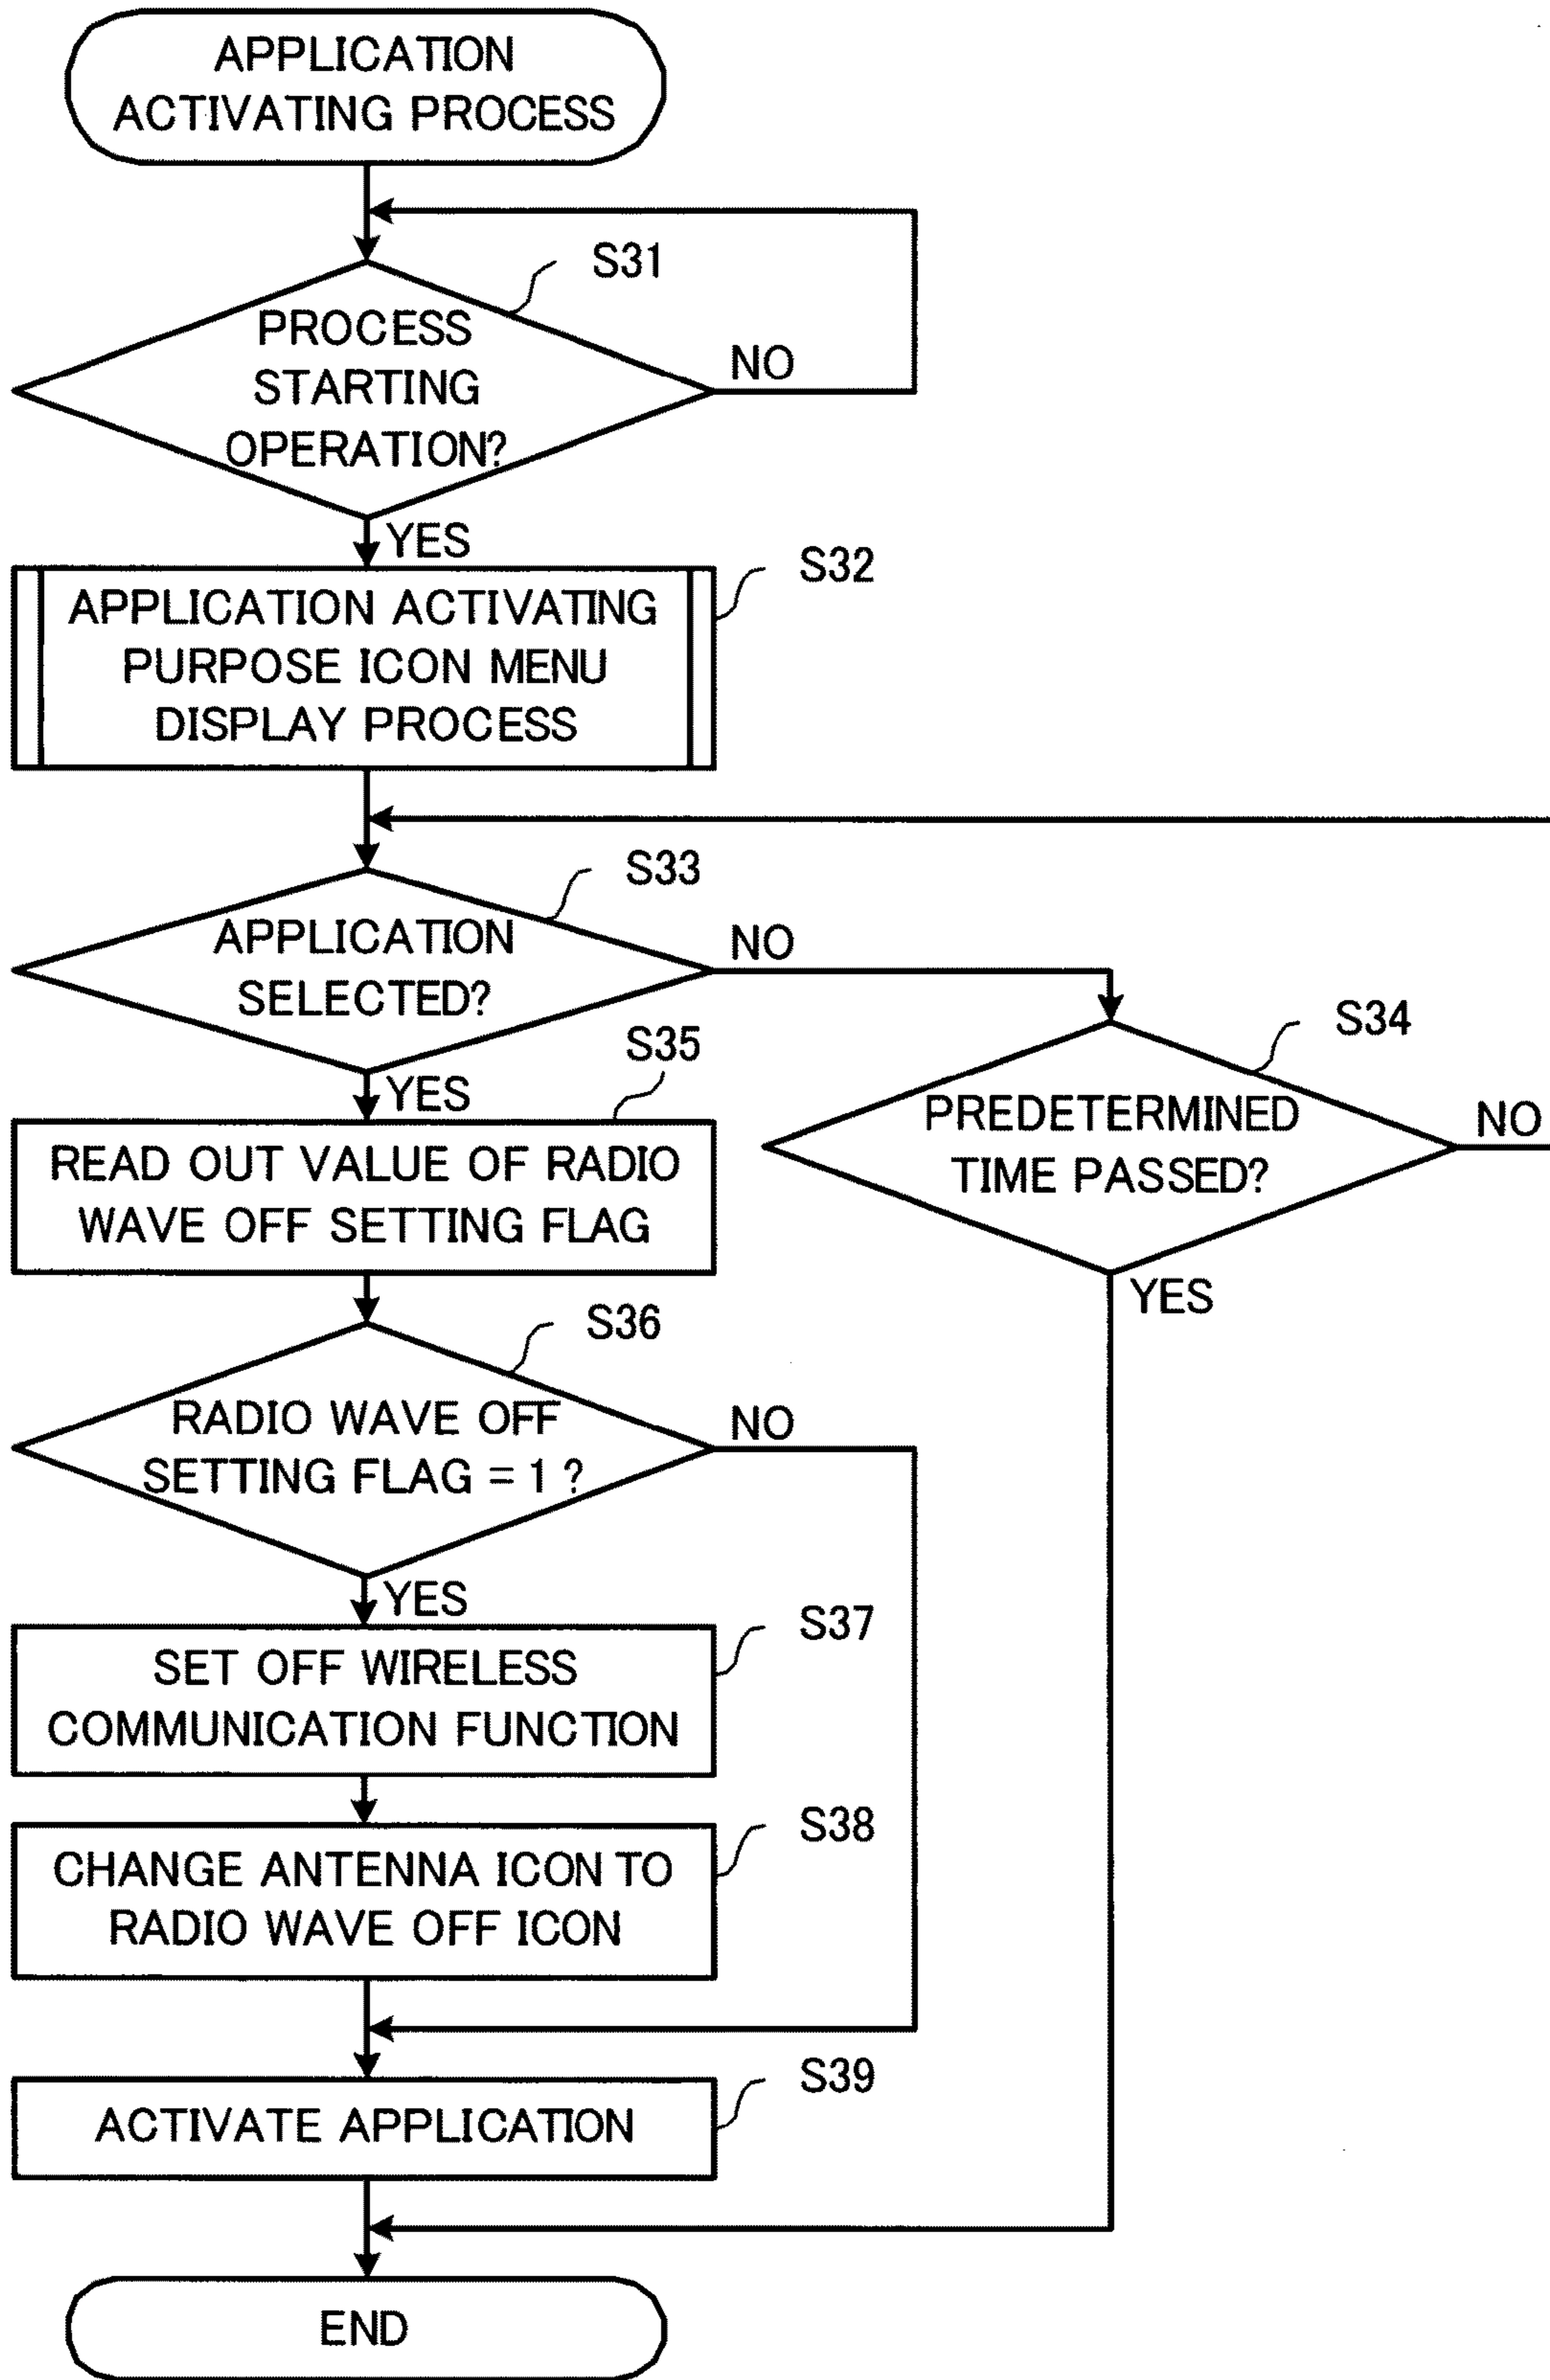 APPLICATION
ACTIVATING PROCESS
S31
PROCESS
STARTING
OPERATION?
NO
YES
S32
APPLICATION ACTIVATING
PURPOSE ICON MENU
DISPLAY PROCESS
S33
APPLICATION
SELECTED?
NO
YES
S34
PREDETERMINED
TIME PASSED?
NO
YES
S35
READ OUT VALUE OF RADIO
WAVE OFF SETTING FLAG
S36
RADIO WAVE OFF
SETTING FLAG = 1 ?
NO
YES
S37
SET OFF WIRELESS
COMMUNICATION FUNCTION
S38
CHANGE ANTENNA ICON TO
RADIO WAVE OFF ICON
S39
ACTIVATE APPLICATION
END